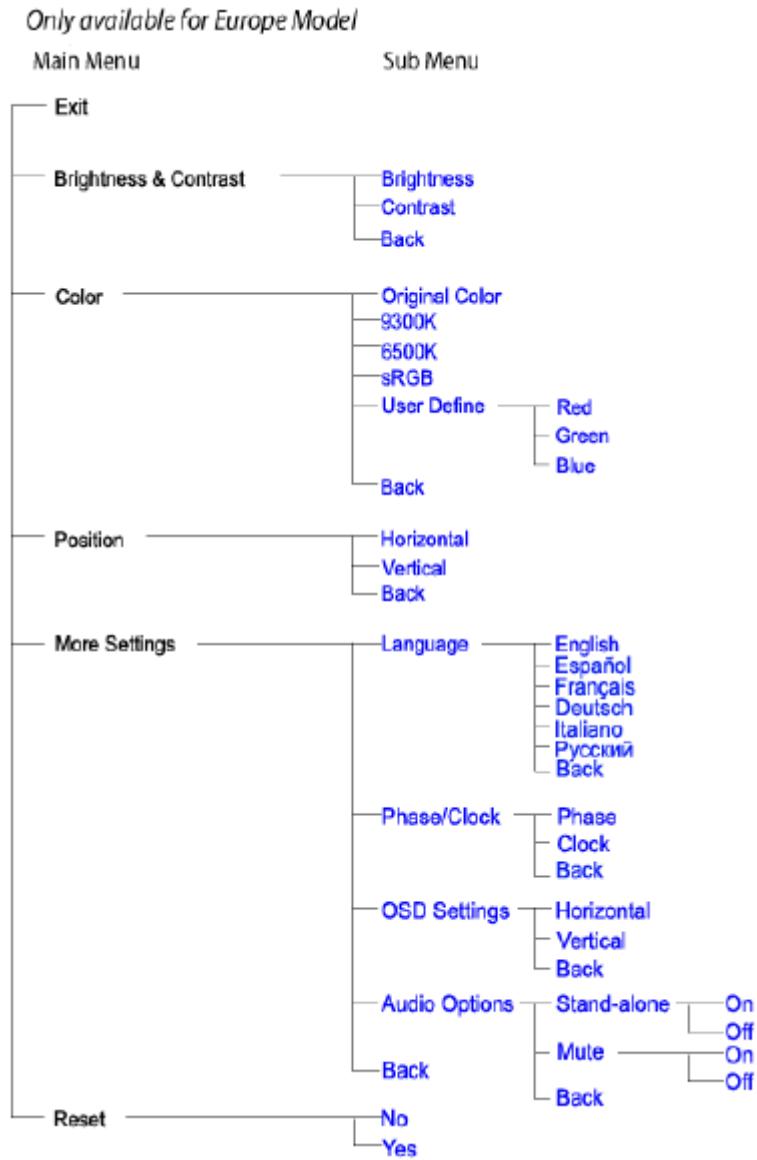 Only available for Europe Model
Main Menu Sub Menu
Exit
Brightness & Contrast Brightness
Contrast
Back
Color Original Color
9300K
6500K
sRGB
User Define Red
Green
Blue
Back
Position Horizontal
Vertical
Back
More Settings Language English
Español
Français
Deutsch
Italiano
Русский
Back
Phase/Clock Phase
Clock
Back
OSD Settings Horizontal
Vertical
Back
Audio Options Stand-alone On
Off
Mute On
Off
Back
Back
Reset No
Yes